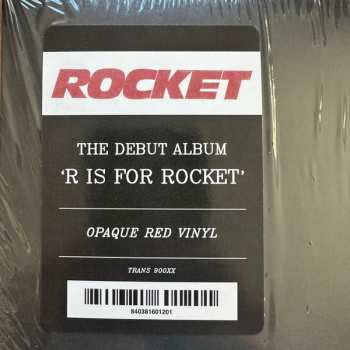 ROCKET
THE DEBUT ALBUM
‘R IS FOR ROCKET’
OPAQUE RED VINYL
TRANS 900XX
840381601201